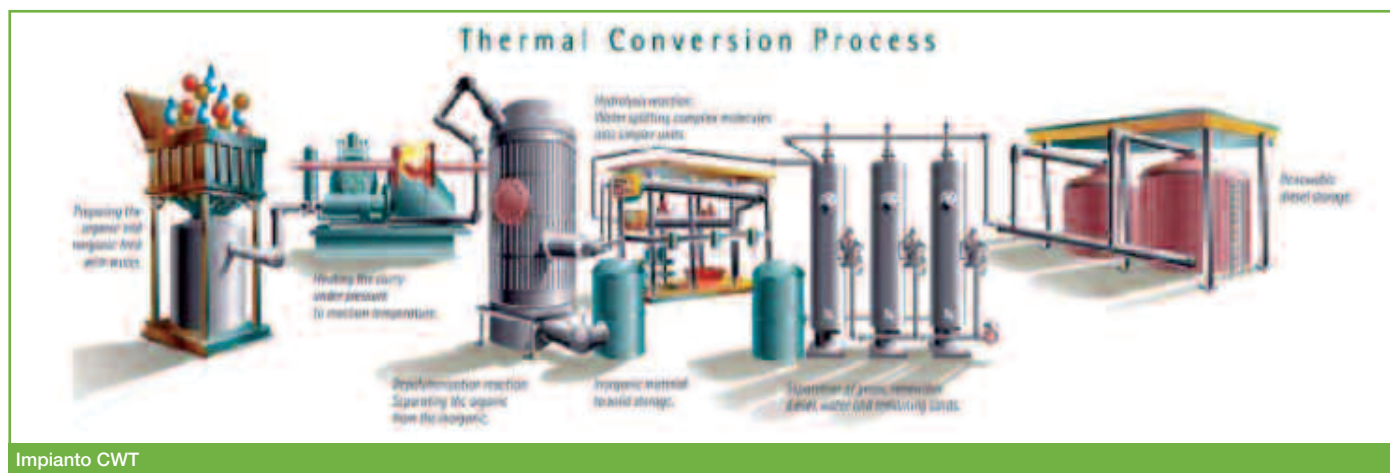 Thermal Conversion Process
Hydrolysis reaction.
Water splitting complex molecules
into simpler units.
Preparing the
organic and
inorganic feed
with water.
Renewable
diesel storage.
Heating the slurry
under pressure
to reaction temperature.
Depolymerization reaction.
Separating the organic
from the inorganic.
Inorganic material
to solid storage.
Separation of gases, renewable
diesel, water and remaining solids.
Impianto CWT